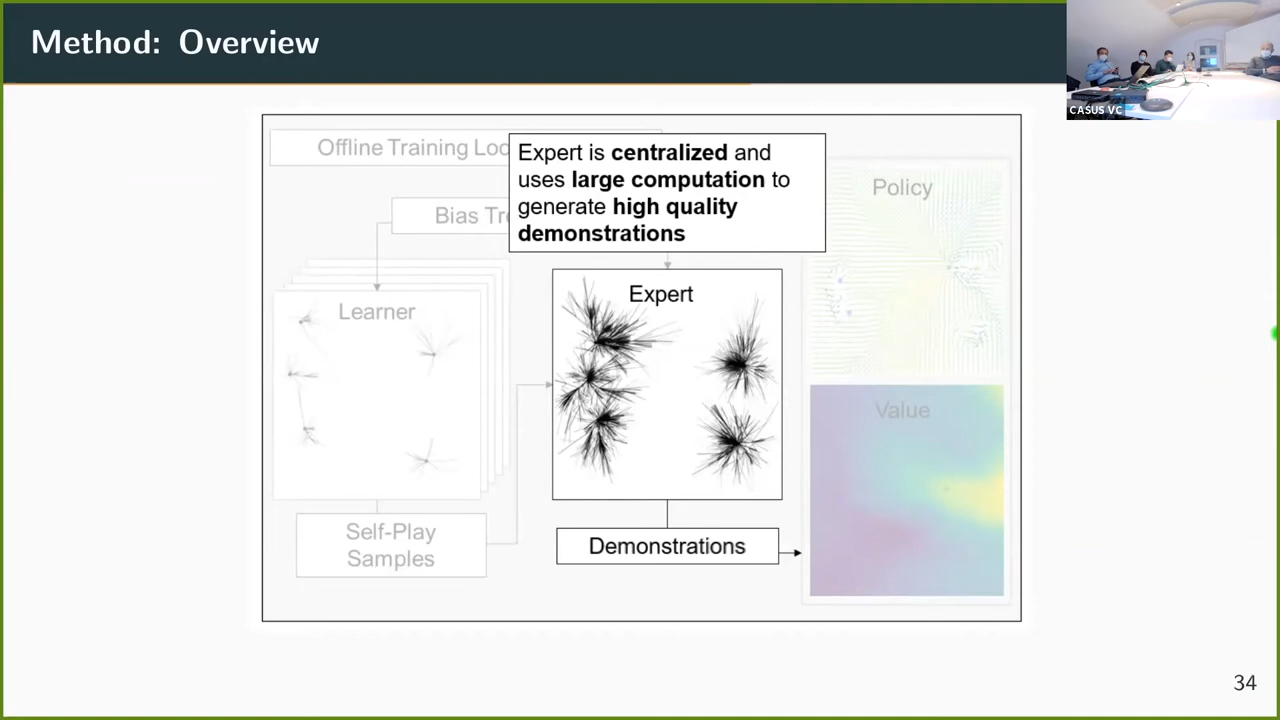 Method: Overview
CASUS VC
Offline Training Loo
Expert is centralized and
uses large computation to
generate high quality
demonstrations
Policy
Bias Tr
Learner
Expert
Value
Self-Play
Samples
Demonstrations
34